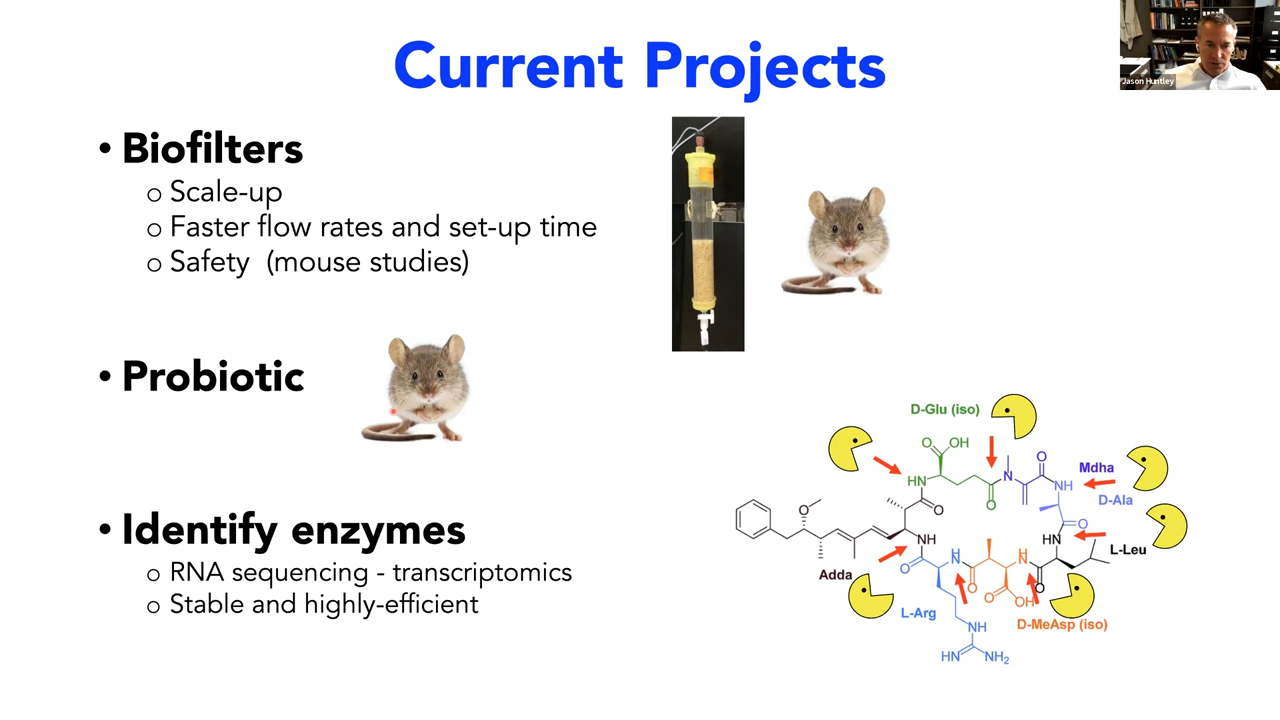 Current Projects
Jason Huntley
• Biofilters
o Scale-up
o Faster flow rates and set-up time
o Safety (mouse studies)
• Probiotic
• Identify enzymes
o RNA sequencing - transcriptomics
o Stable and highly-efficient
D-Glu (iso)
O
OH
HN
O
N
O
NH
Mdha
D-Ala
O
O
O
NH
HN
L-Leu
Adda
O
H
N
O
H
N
O
O
OH
L-Arg
D-MeAsp (iso)
NH
HN
NH2